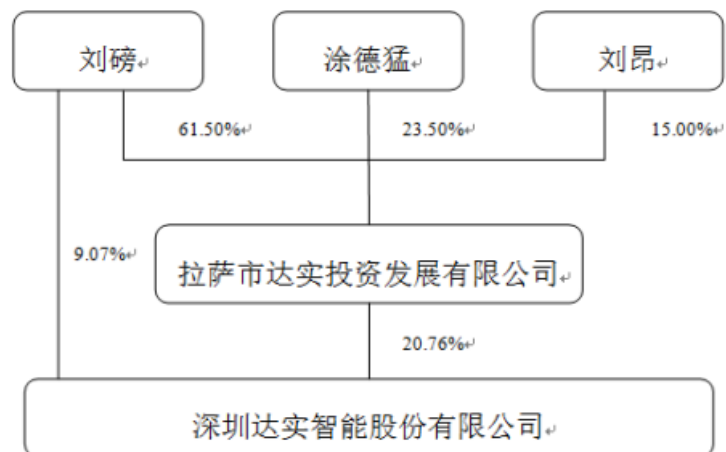 刘磅
涂德猛
刘昂
61.50%
23.50%
15.00%
9.07%
拉萨市达实投资发展有限公司
20.76%
深圳达实智能股份有限公司